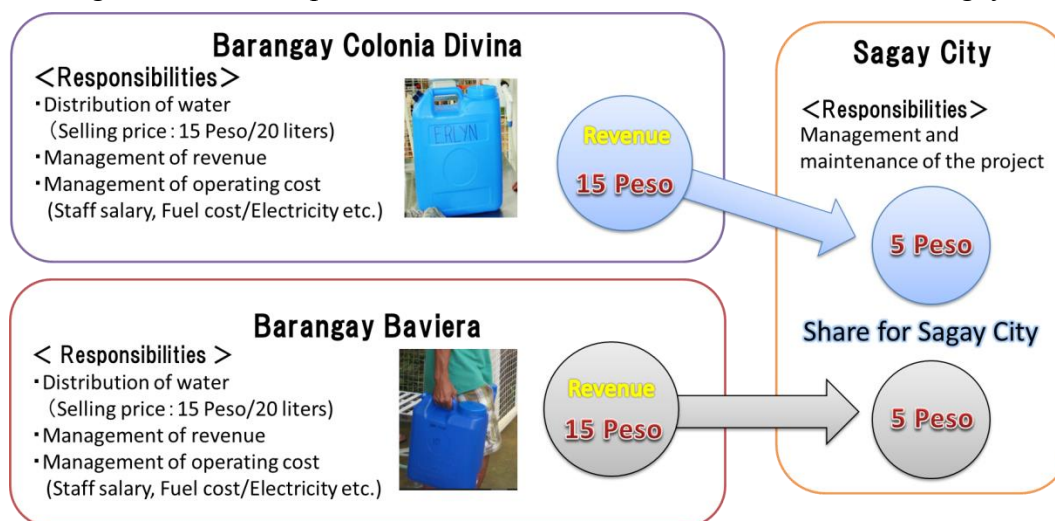 Barangay Colonia Divina
<Responsibilities>
・Distribution of water
(Selling price : 15 Peso/20 liters)
・Management of revenue
・Management of operating cost
(Staff salary, Fuel cost/Electricity etc.)
ERLYN
Revenue
15 Peso
Sagay City
<Responsibilities>
Management and
maintenance of the project
5 Peso
Share for Sagay City
Barangay Baviera
< Responsibilities >
・Distribution of water
(Selling price : 15 Peso/20 liters)
・Management of revenue
・Management of operating cost
(Staff salary, Fuel cost/Electricity etc.)
Revenue
15 Peso
5 Peso